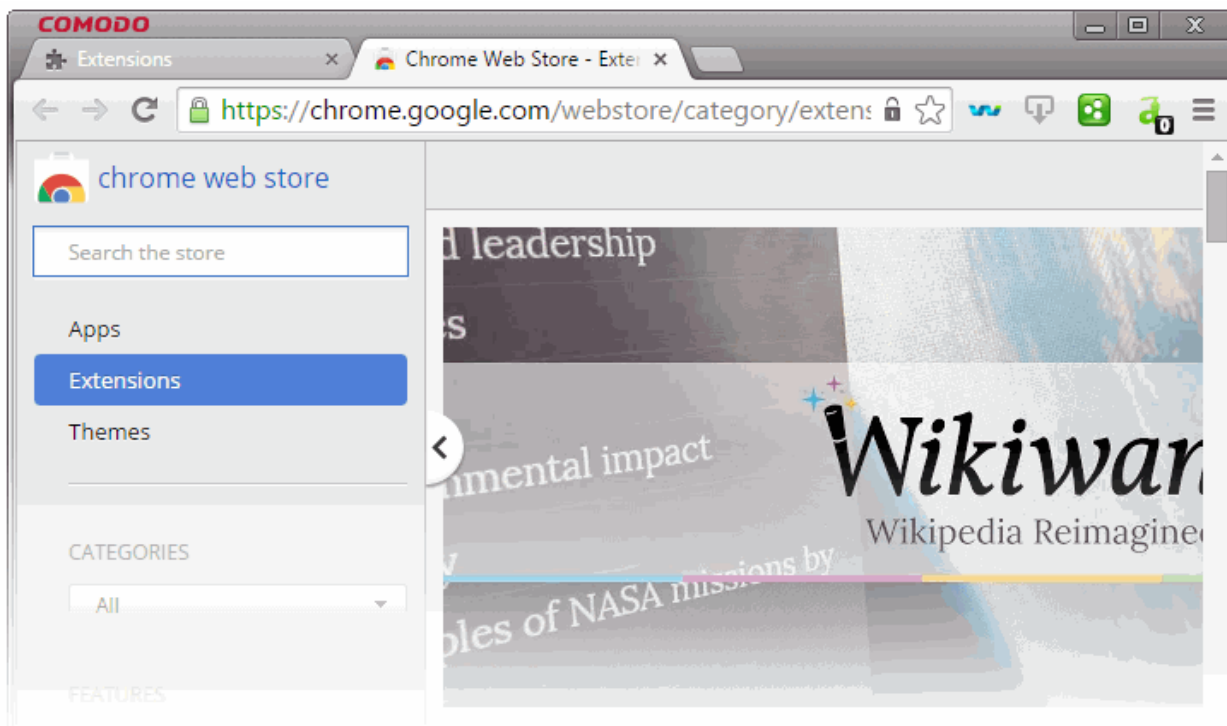 COMODO
Extensions
Chrome Web Store - Exte
https://chrome.google.com/webstore/category/extens
0
chrome web store
Search the store
Apps
Extensions
Themes
CATEGORIES
All
FEATURES
d leadership
es
nmental impact
y
ples of NASA missions by
Wikiwan
Wikipedia Reimagined